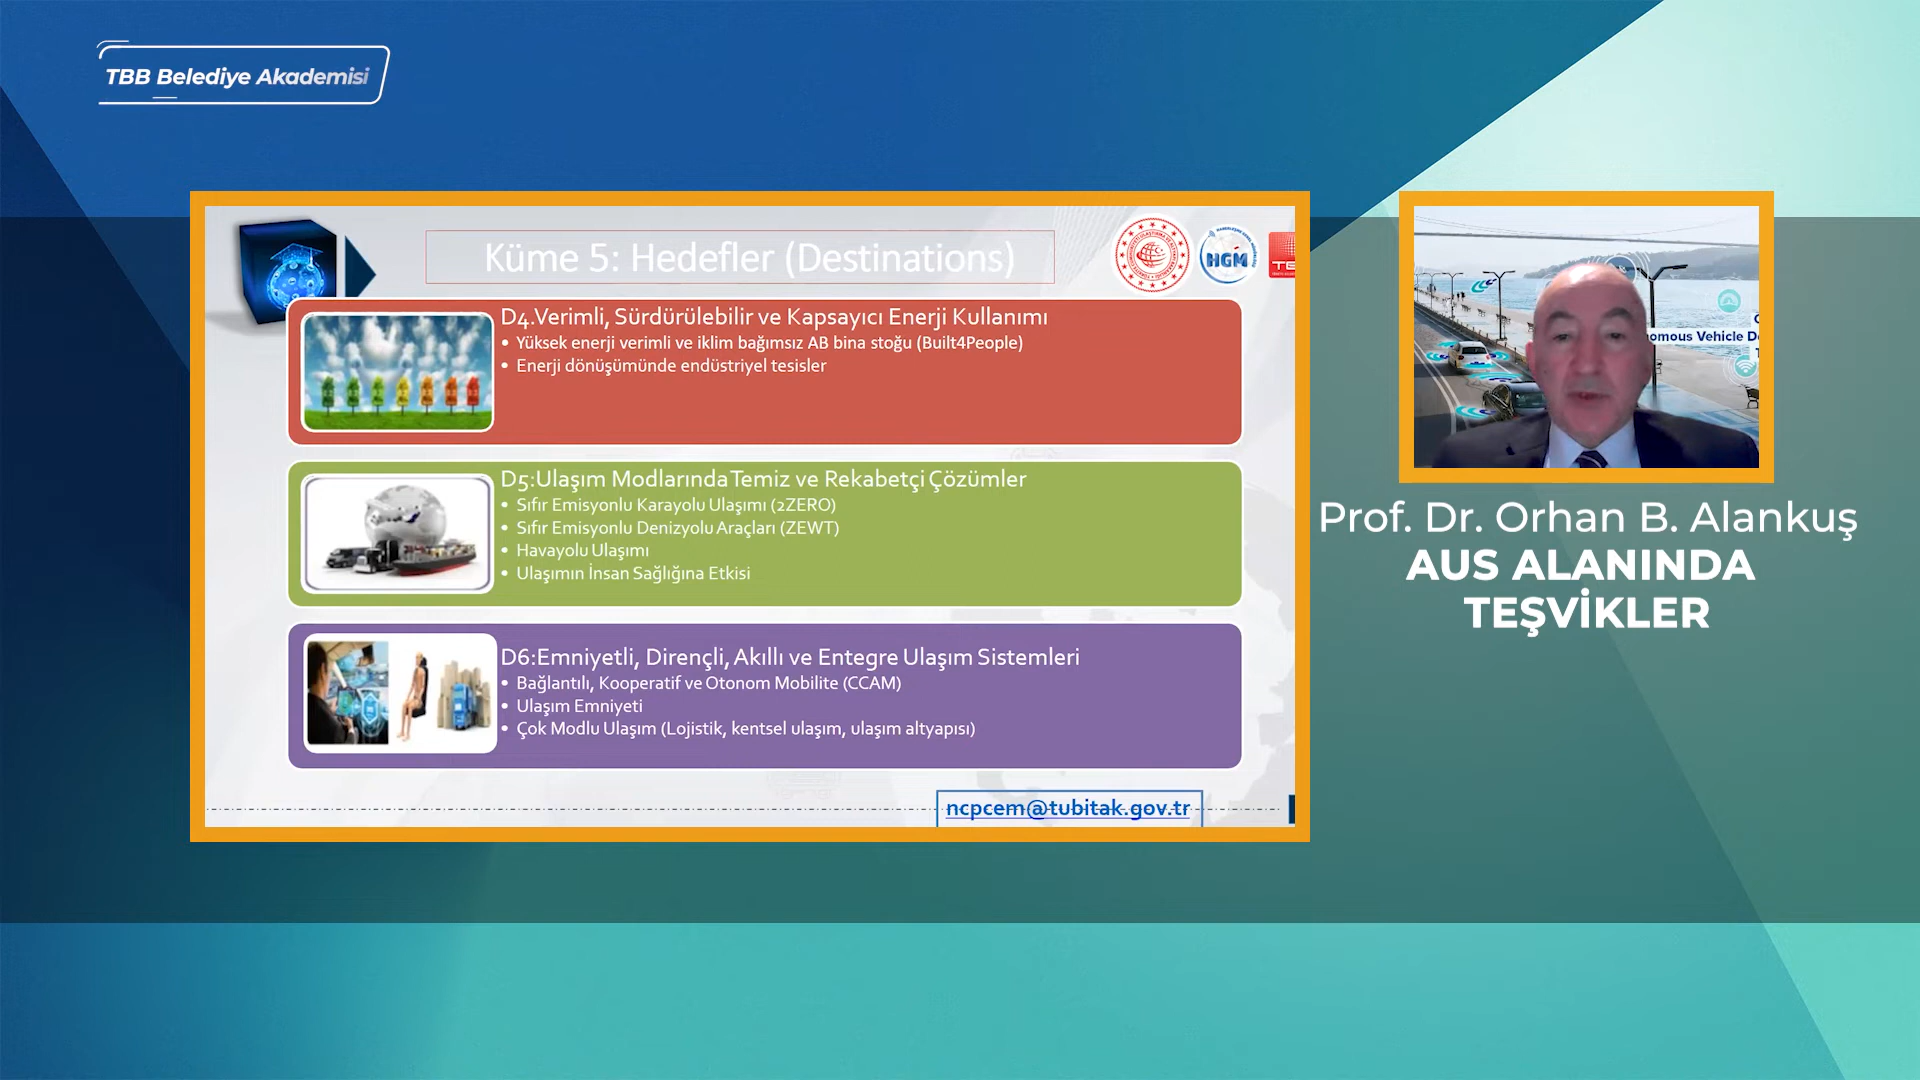 TBB Belediye Akademisi
Küme 5: Hedefler (Destinations)
HGM
D4.Verimli, Sürdürülebilir ve Kapsayıcı Enerji Kullanımı
• Yüksek enerji verimli ve iklim bağımsız AB bina stoğu (Built4People)
• Enerji dönüşümünde endüstriyel tesisler
D5:Ulaşım Modlarında Temiz ve Rekabetçi Çözümler
• Sıfır Emisyonlu Karayolu Ulaşımı (2ZERO)
• Sıfır Emisyonlu Denizyolu Araçları (ZEWT)
• Havayolu Ulaşımı
• Ulaşımın İnsan Sağlığına Etkisi
D6:Emniyetli, Dirençli, Akıllı ve Entegre Ulaşım Sistemleri
• Bağlantılı, Kooperatif ve Otonom Mobilite (CCAM)
• Ulaşım Emniyeti
• Çok Modlu Ulaşım (Lojistik, kentsel ulaşım, ulaşım altyapısı)
ncpcem@tubitak.gov.tr
omous Vehicle D
Prof. Dr. Orhan B. Alankuş
AUS ALANINDA
TEŞVİKLER